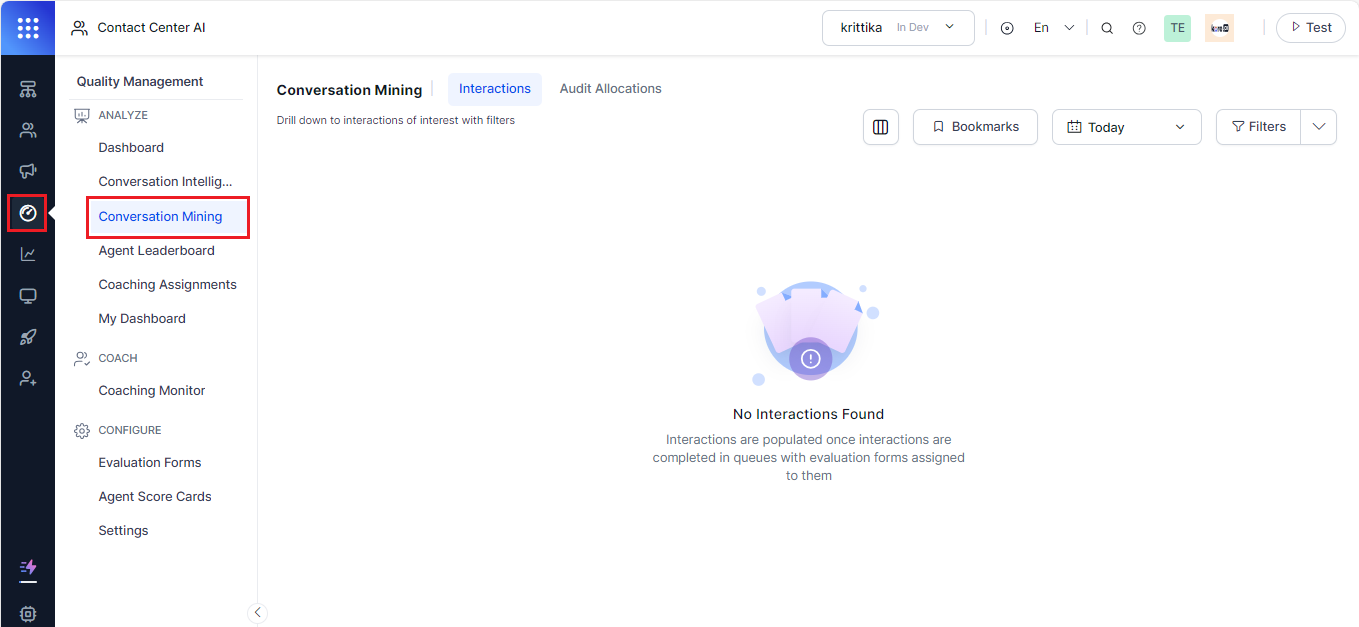 Contact Center AI
krittika In Dev
En
TE
Test
Quality Management
ANALYZE
Dashboard
Conversation Intellig...
Conversation Mining
Agent Leaderboard
Coaching Assignments
My Dashboard
COACH
Coaching Monitor
CONFIGURE
Evaluation Forms
Agent Score Cards
Settings
Conversation Mining
Interactions
Audit Allocations
Drill down to interactions of interest with filters
Bookmarks
Today
Filters
No Interactions Found
Interactions are populated once interactions are
completed in queues with evaluation forms assigned
to them